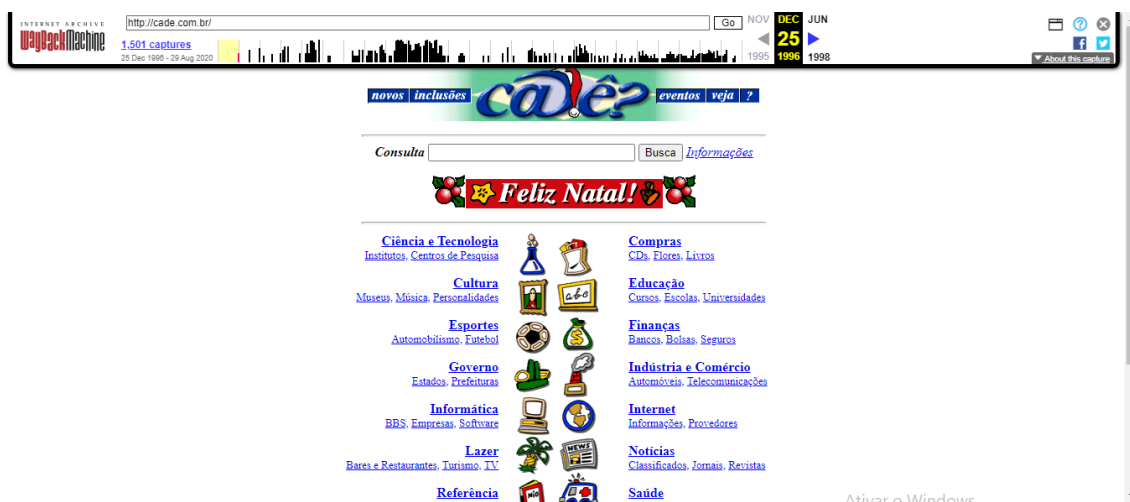 INTERNET ARCHIVE
WayBackMachine
http://cade.com.br/
Go
NOV DEC JUN
1,501 captures
25
25 Dec 1996 - 29 Aug 2020
1995 1996 1998
About this capture
novos inclusões cadê? eventos veja ?
Consulta Busca Informações
Feliz Natal!
Ciência e Tecnologia
Institutos, Centros de Pesquisa
Compras
CDs, Flores, Livros
Cultura
Museus, Música, Personalidades
abc
Educação
Cursos, Escolas, Universidades
Esportes
Automobilismo, Futebol
$
Finanças
Bancos, Bolsas, Seguros
Governo
Estados, Prefeituras
Indústria e Comércio
Automóveis, Telecomunicações
Informática
BBS, Empresas, Software
Internet
Informações, Provedores
Lazer
Bares e Restaurantes, Turismo, TV
NEWS
Notícias
Classificados, Jornais, Revistas
Referência
Saúde
Ativar o Windows